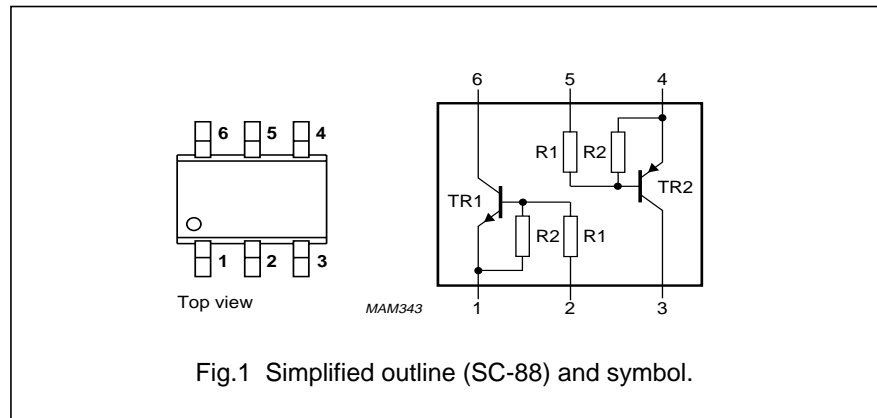 6 5 4
6 5 4
R1 R2
TR1 TR2
R2 R1
1 2 3
Top view
MAM343
1 2 3
Fig.1 Simplified outline (SC-88) and symbol.